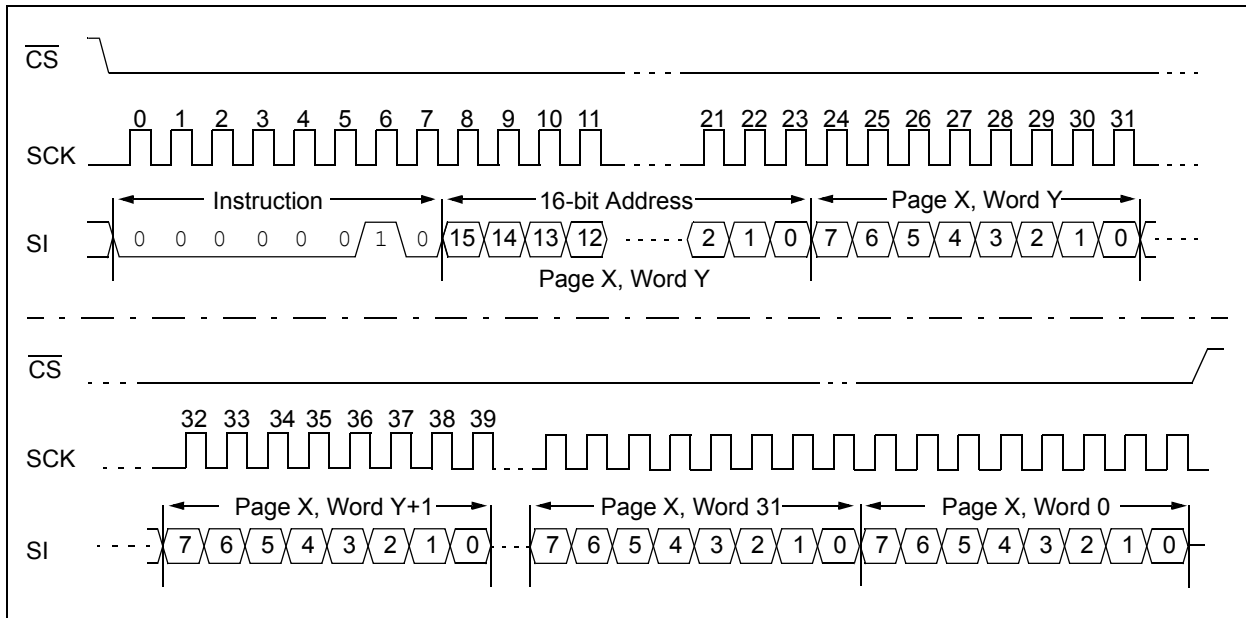 CS
0 1 2 3 4 5 6 7 8 9 10 11 21 22 23 24 25 26 27 28 29 30 31
SCK
Instruction 16-bit Address Page X, Word Y
SI 0 0 0 0 0 0 1 0 15 14 13 12 2 1 0 7 6 5 4 3 2 1 0
Page X, Word Y
CS
32 33 34 35 36 37 38 39
SCK
Page X, Word Y+1 Page X, Word 31 Page X, Word 0
SI 7 6 5 4 3 2 1 0 7 6 5 4 3 2 1 0 7 6 5 4 3 2 1 0